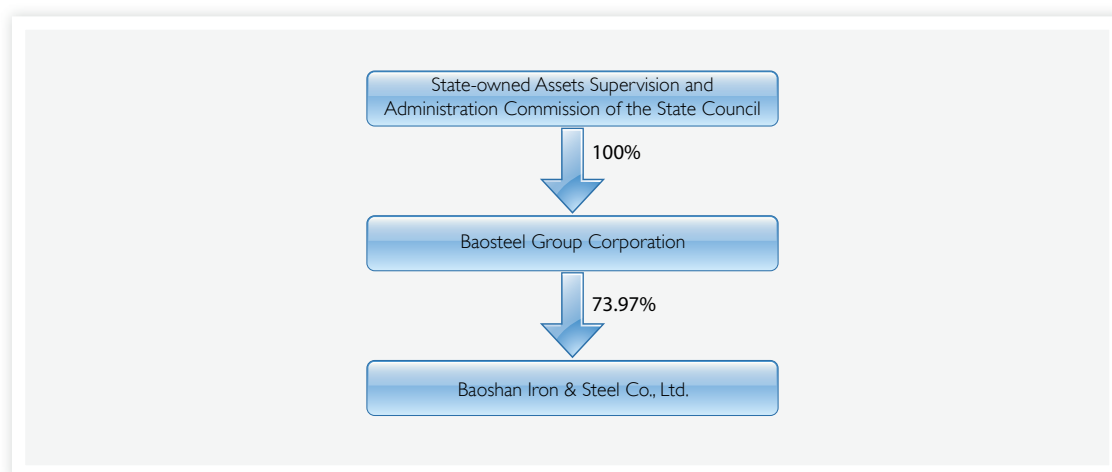 State-owned Assets Supervision and
Administration Commission of the State Council
100%
Baosteel Group Corporation
73.97%
Baoshan Iron & Steel Co., Ltd.